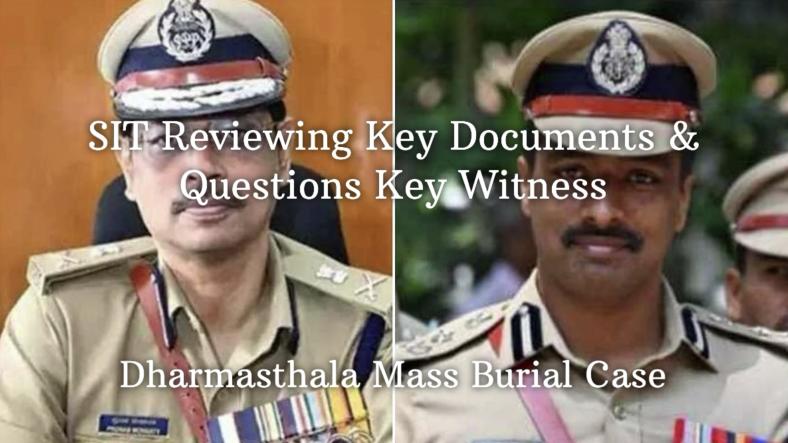 SIT Reviewing Key Documents &
Questions Key Witness
Dharmasthala Mass Burial Case